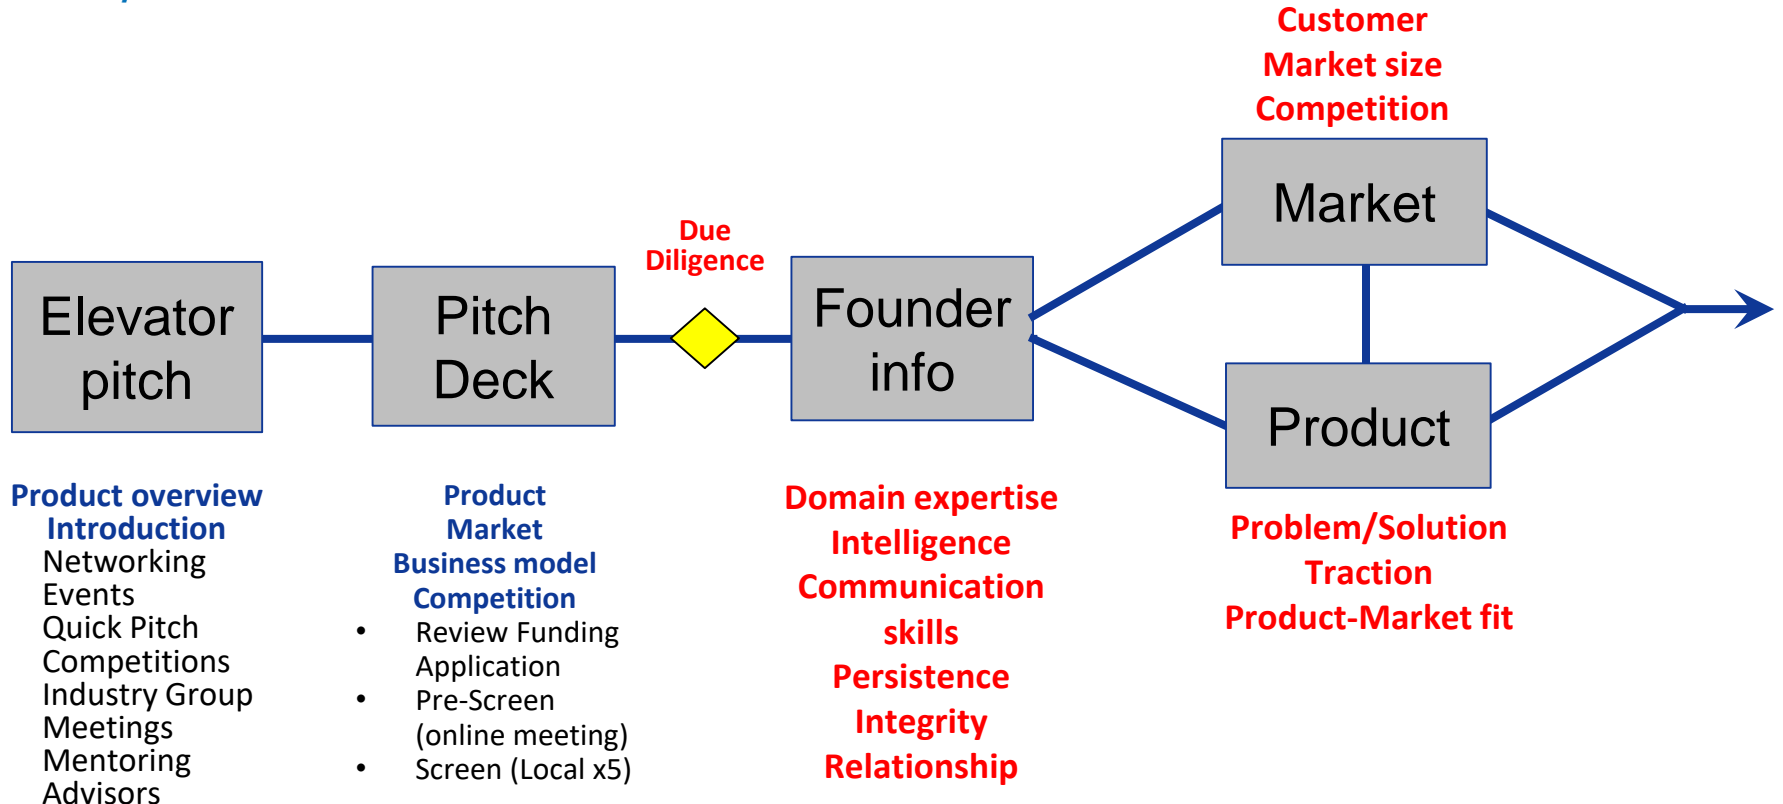 Customer
Market size
Competition
Market
Due
Diligence
Elevator
pitch
Pitch
Deck
Founder
info
Product
Product overview
Introduction
Networking
Events
Quick Pitch
Competitions
Industry Group
Meetings
Mentoring
Advisors
Product
Market
Business model
Competition
• Review Funding
Application
• Pre-Screen
(online meeting)
• Screen (Local x5)
Domain expertise
Intelligence
Communication
skills
Persistence
Integrity
Relationship
Problem/Solution
Traction
Product-Market fit